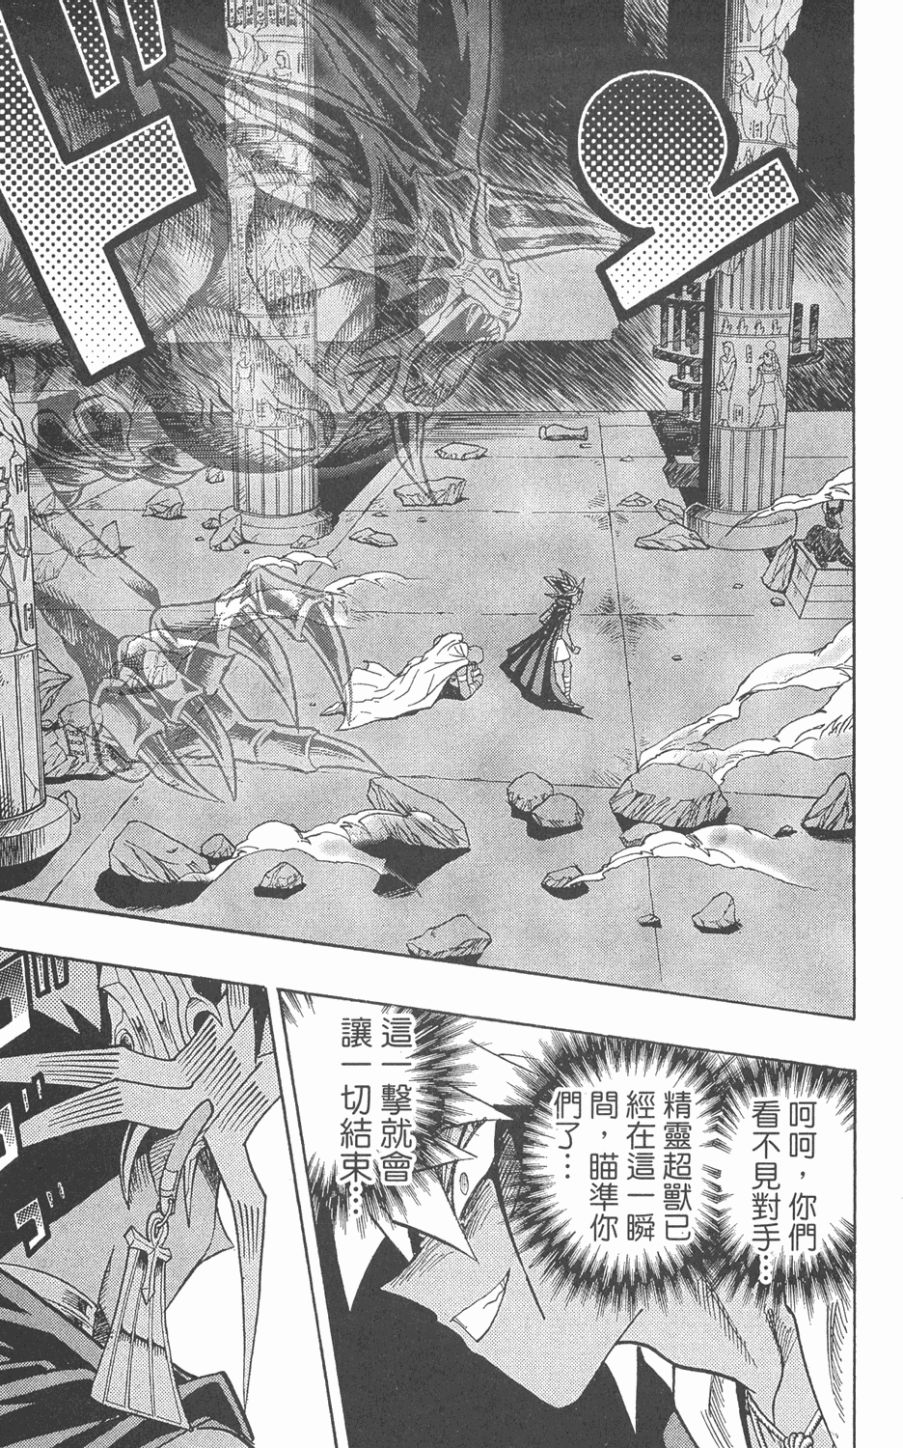 ド
呵呵，你們
看不見對手…
精靈超獸已
經在這一瞬
間，瞄準你
們了…
這一擊就會
讓一切結束…